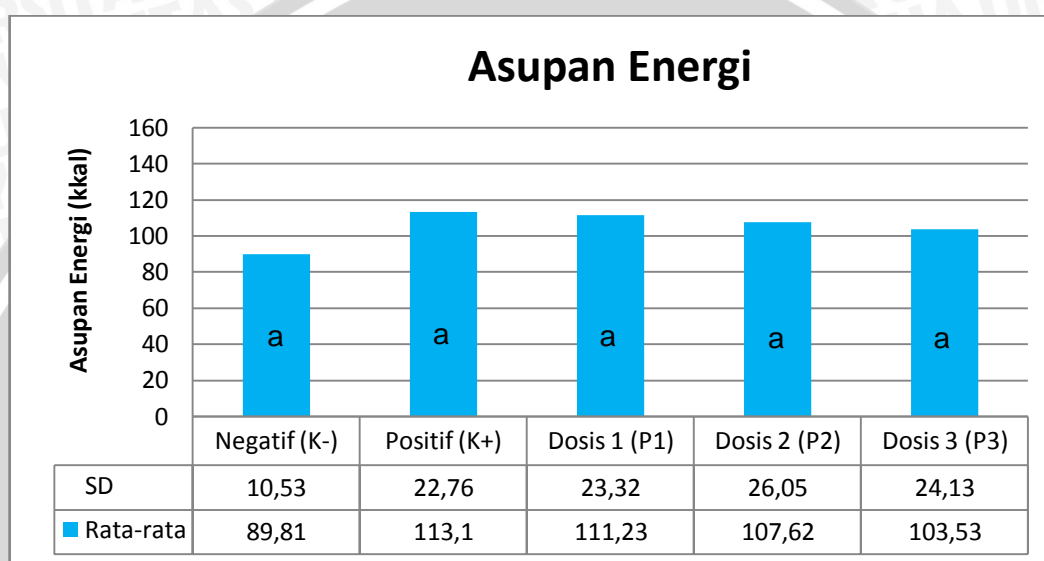 Asupan Energi
Asupan Energi (kkal)
160
140
120
100
80
60
40
20
0
a a a a a
Negatif (K-) Positif (K+) Dosis 1 (P1) Dosis 2 (P2) Dosis 3 (P3)
SD 10,53 22,76 23,32 26,05 24,13
Rata-rata 89,81 113,1 111,23 107,62 103,53